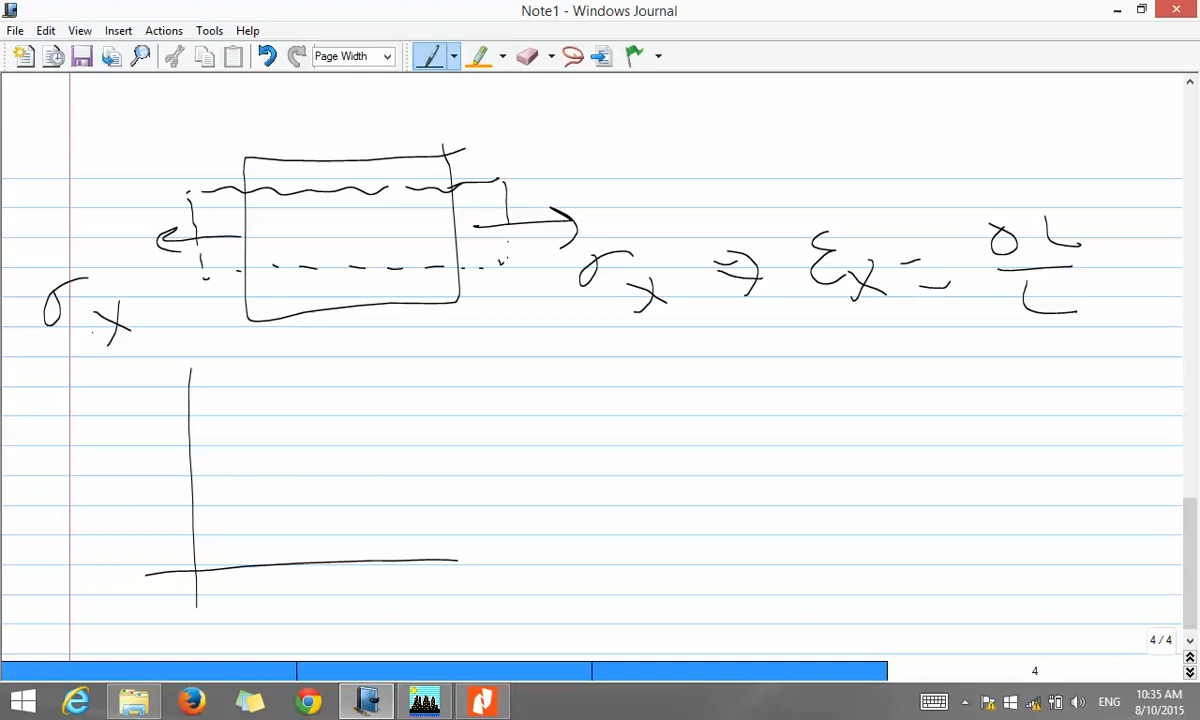 Note1 - Windows Journal
File Edit View Insert Actions Tools Help
Page Width
σx ⇒ εx = δL / L
σx
4 / 4
4
ENG
10:35 AM
8/10/2015